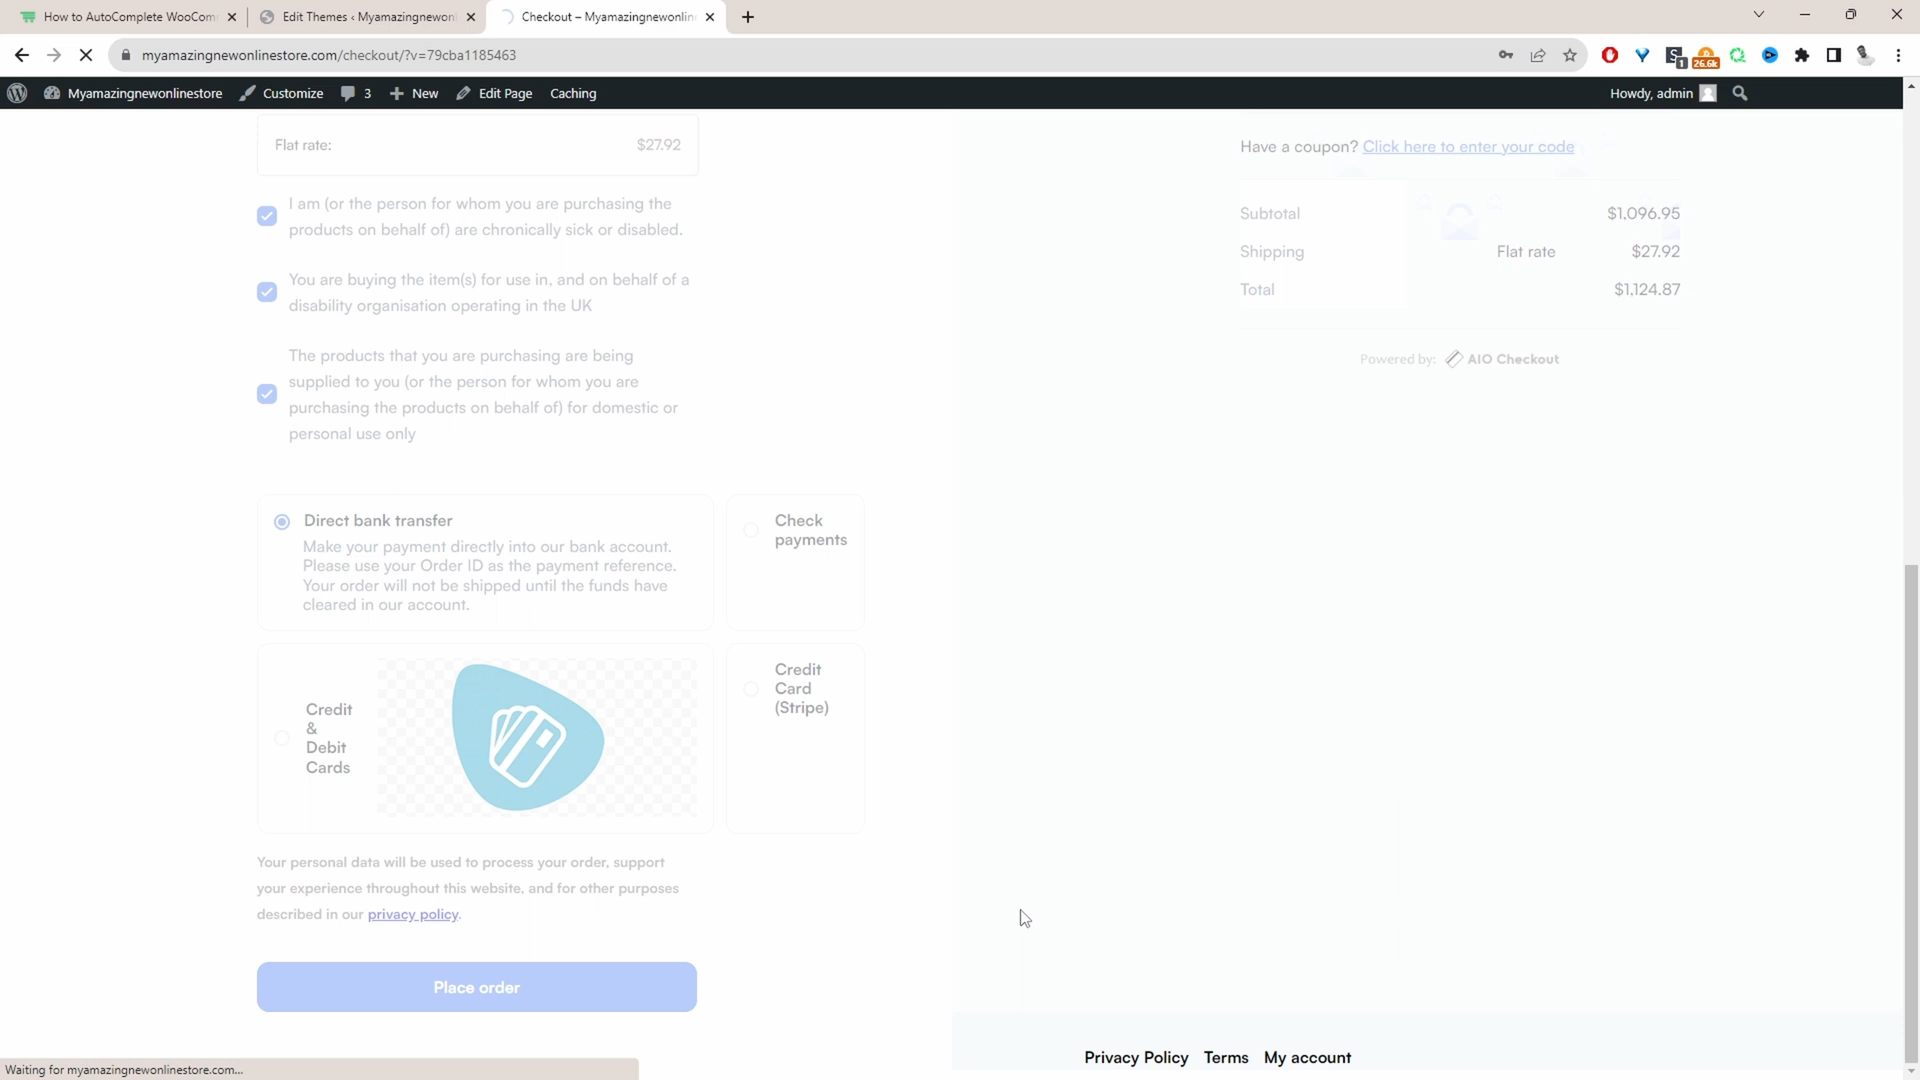 How to AutoComplete WooCom
Edit Themes ‹ Myamazingnewon
Checkout – Myamazingnewonlin
myamazingnewonlinestore.com/checkout/?v=79cba1185463
1
26.6k
Myamazingnewonlinestore
Customize
3
New
Edit Page
Caching
Howdy, admin
Flat rate:
$27.92
I am (or the person for whom you are purchasing the
products on behalf of) are chronically sick or disabled.
You are buying the item(s) for use in, and on behalf of a
disability organisation operating in the UK
The products that you are purchasing are being
supplied to you (or the person for whom you are
purchasing the products on behalf of) for domestic or
personal use only
Direct bank transfer
Make your payment directly into our bank account.
Please use your Order ID as the payment reference.
Your order will not be shipped until the funds have
cleared in our account.
Check
payments
Credit
&
Debit
Cards
Credit
Card
(Stripe)
Your personal data will be used to process your order, support
your experience throughout this website, and for other purposes
described in our privacy policy.
Place order
Have a coupon? Click here to enter your code
Subtotal
$1,096.95
Shipping
Flat rate
$27.92
Total
$1,124.87
Powered by:
AIO Checkout
Privacy Policy
Terms
My account
Waiting for myamazingnewonlinestore.com...